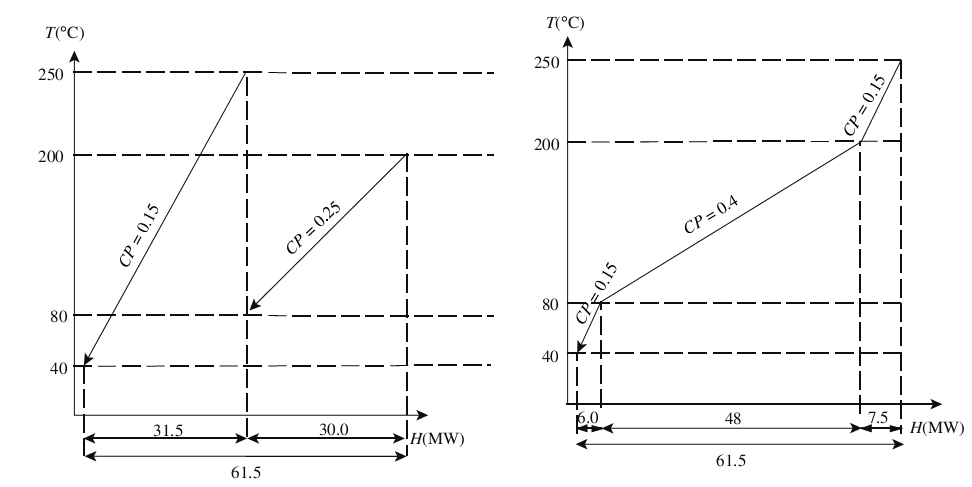 T(°C)
250
200
80
40
CP = 0.15
CP = 0.25
31.5
30.0
H(MW)
61.5
T(°C)
250
200
80
40
CP = 0.15
CP = 0.4
CP = 0.15
6.0
48
7.5
H(MW)
61.5